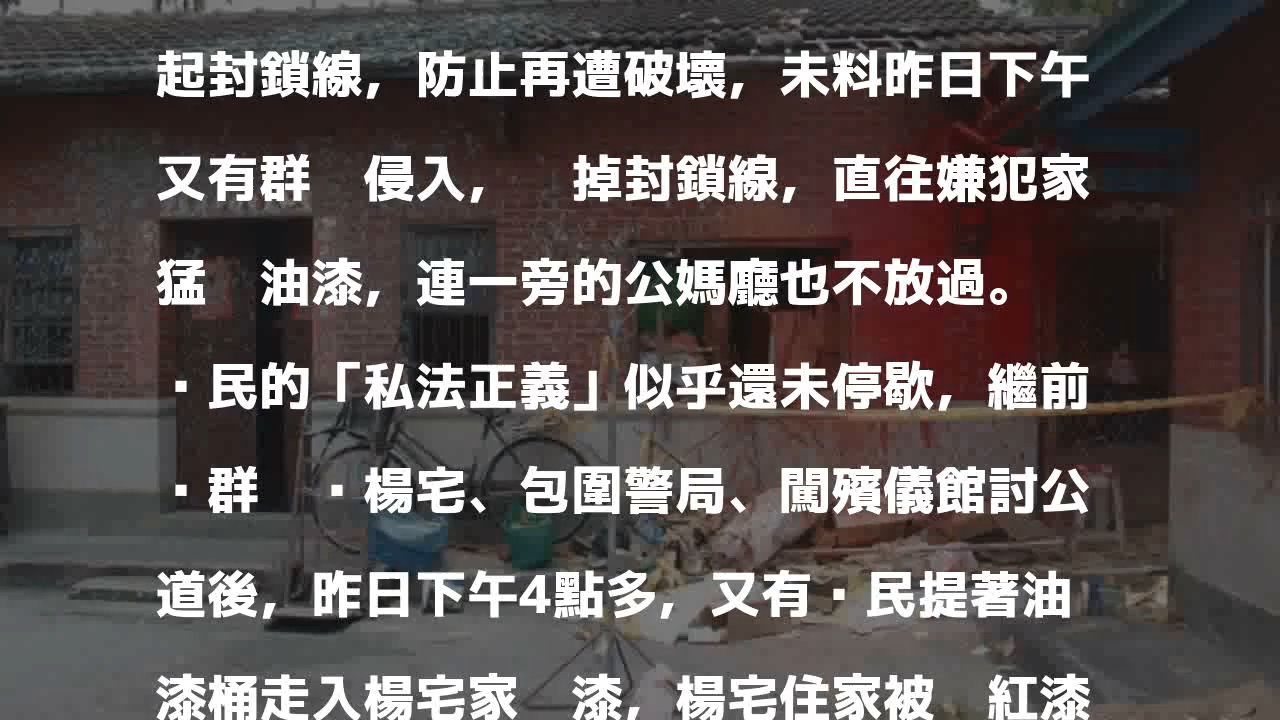 起封鎖線，防止再遭破壞，未料昨日下午
又有群　侵入，　掉封鎖線，直往嫌犯家
猛　油漆，連一旁的公媽廳也不放過。
▪民的「私法正義」似乎還未停歇，繼前
▪群　▪楊宅、包圍警局、闖殯儀館討公
道後，昨日下午4點多，又有▪民提著油
漆桶走入楊宅家　漆，楊宅住家被　紅漆